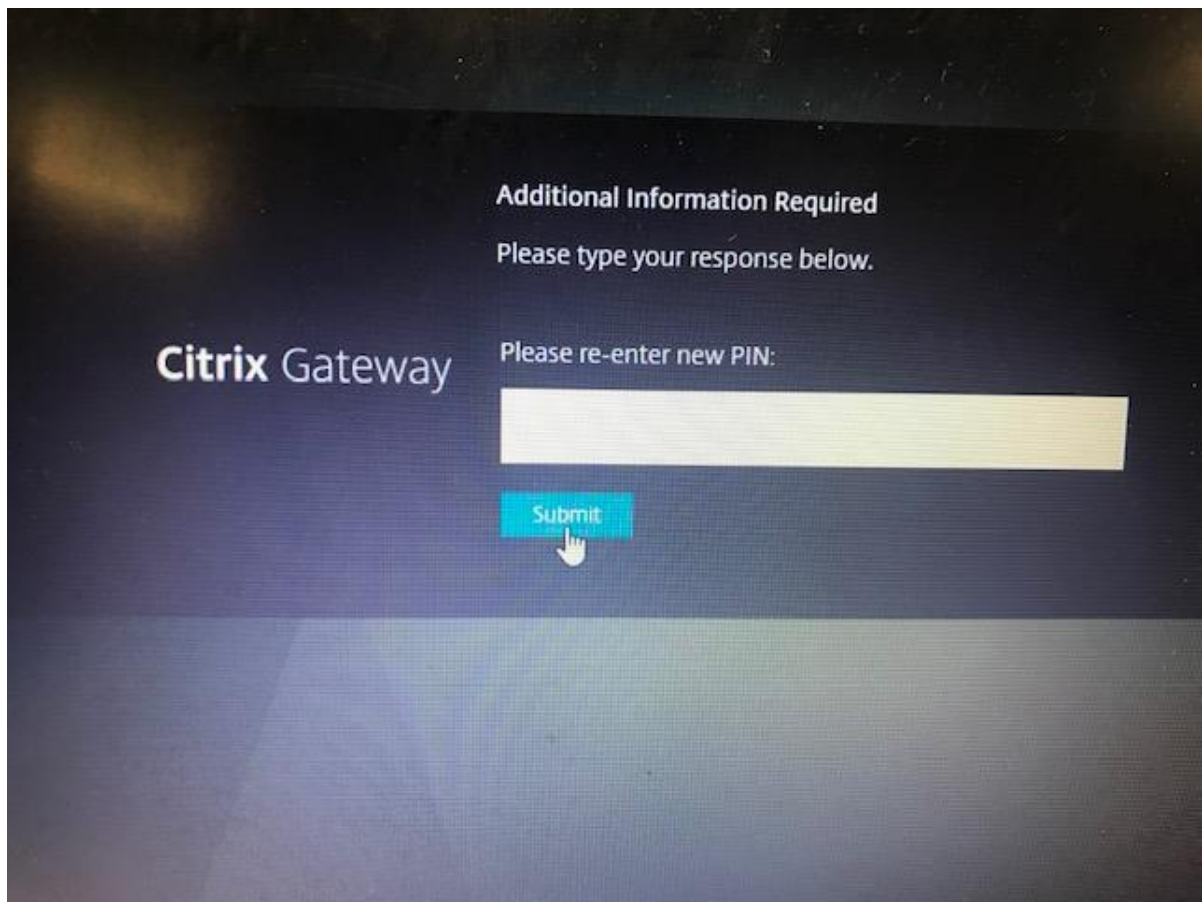 Additional Information Required
Please type your response below.
Citrix Gateway
Please re-enter new PIN:
Submit